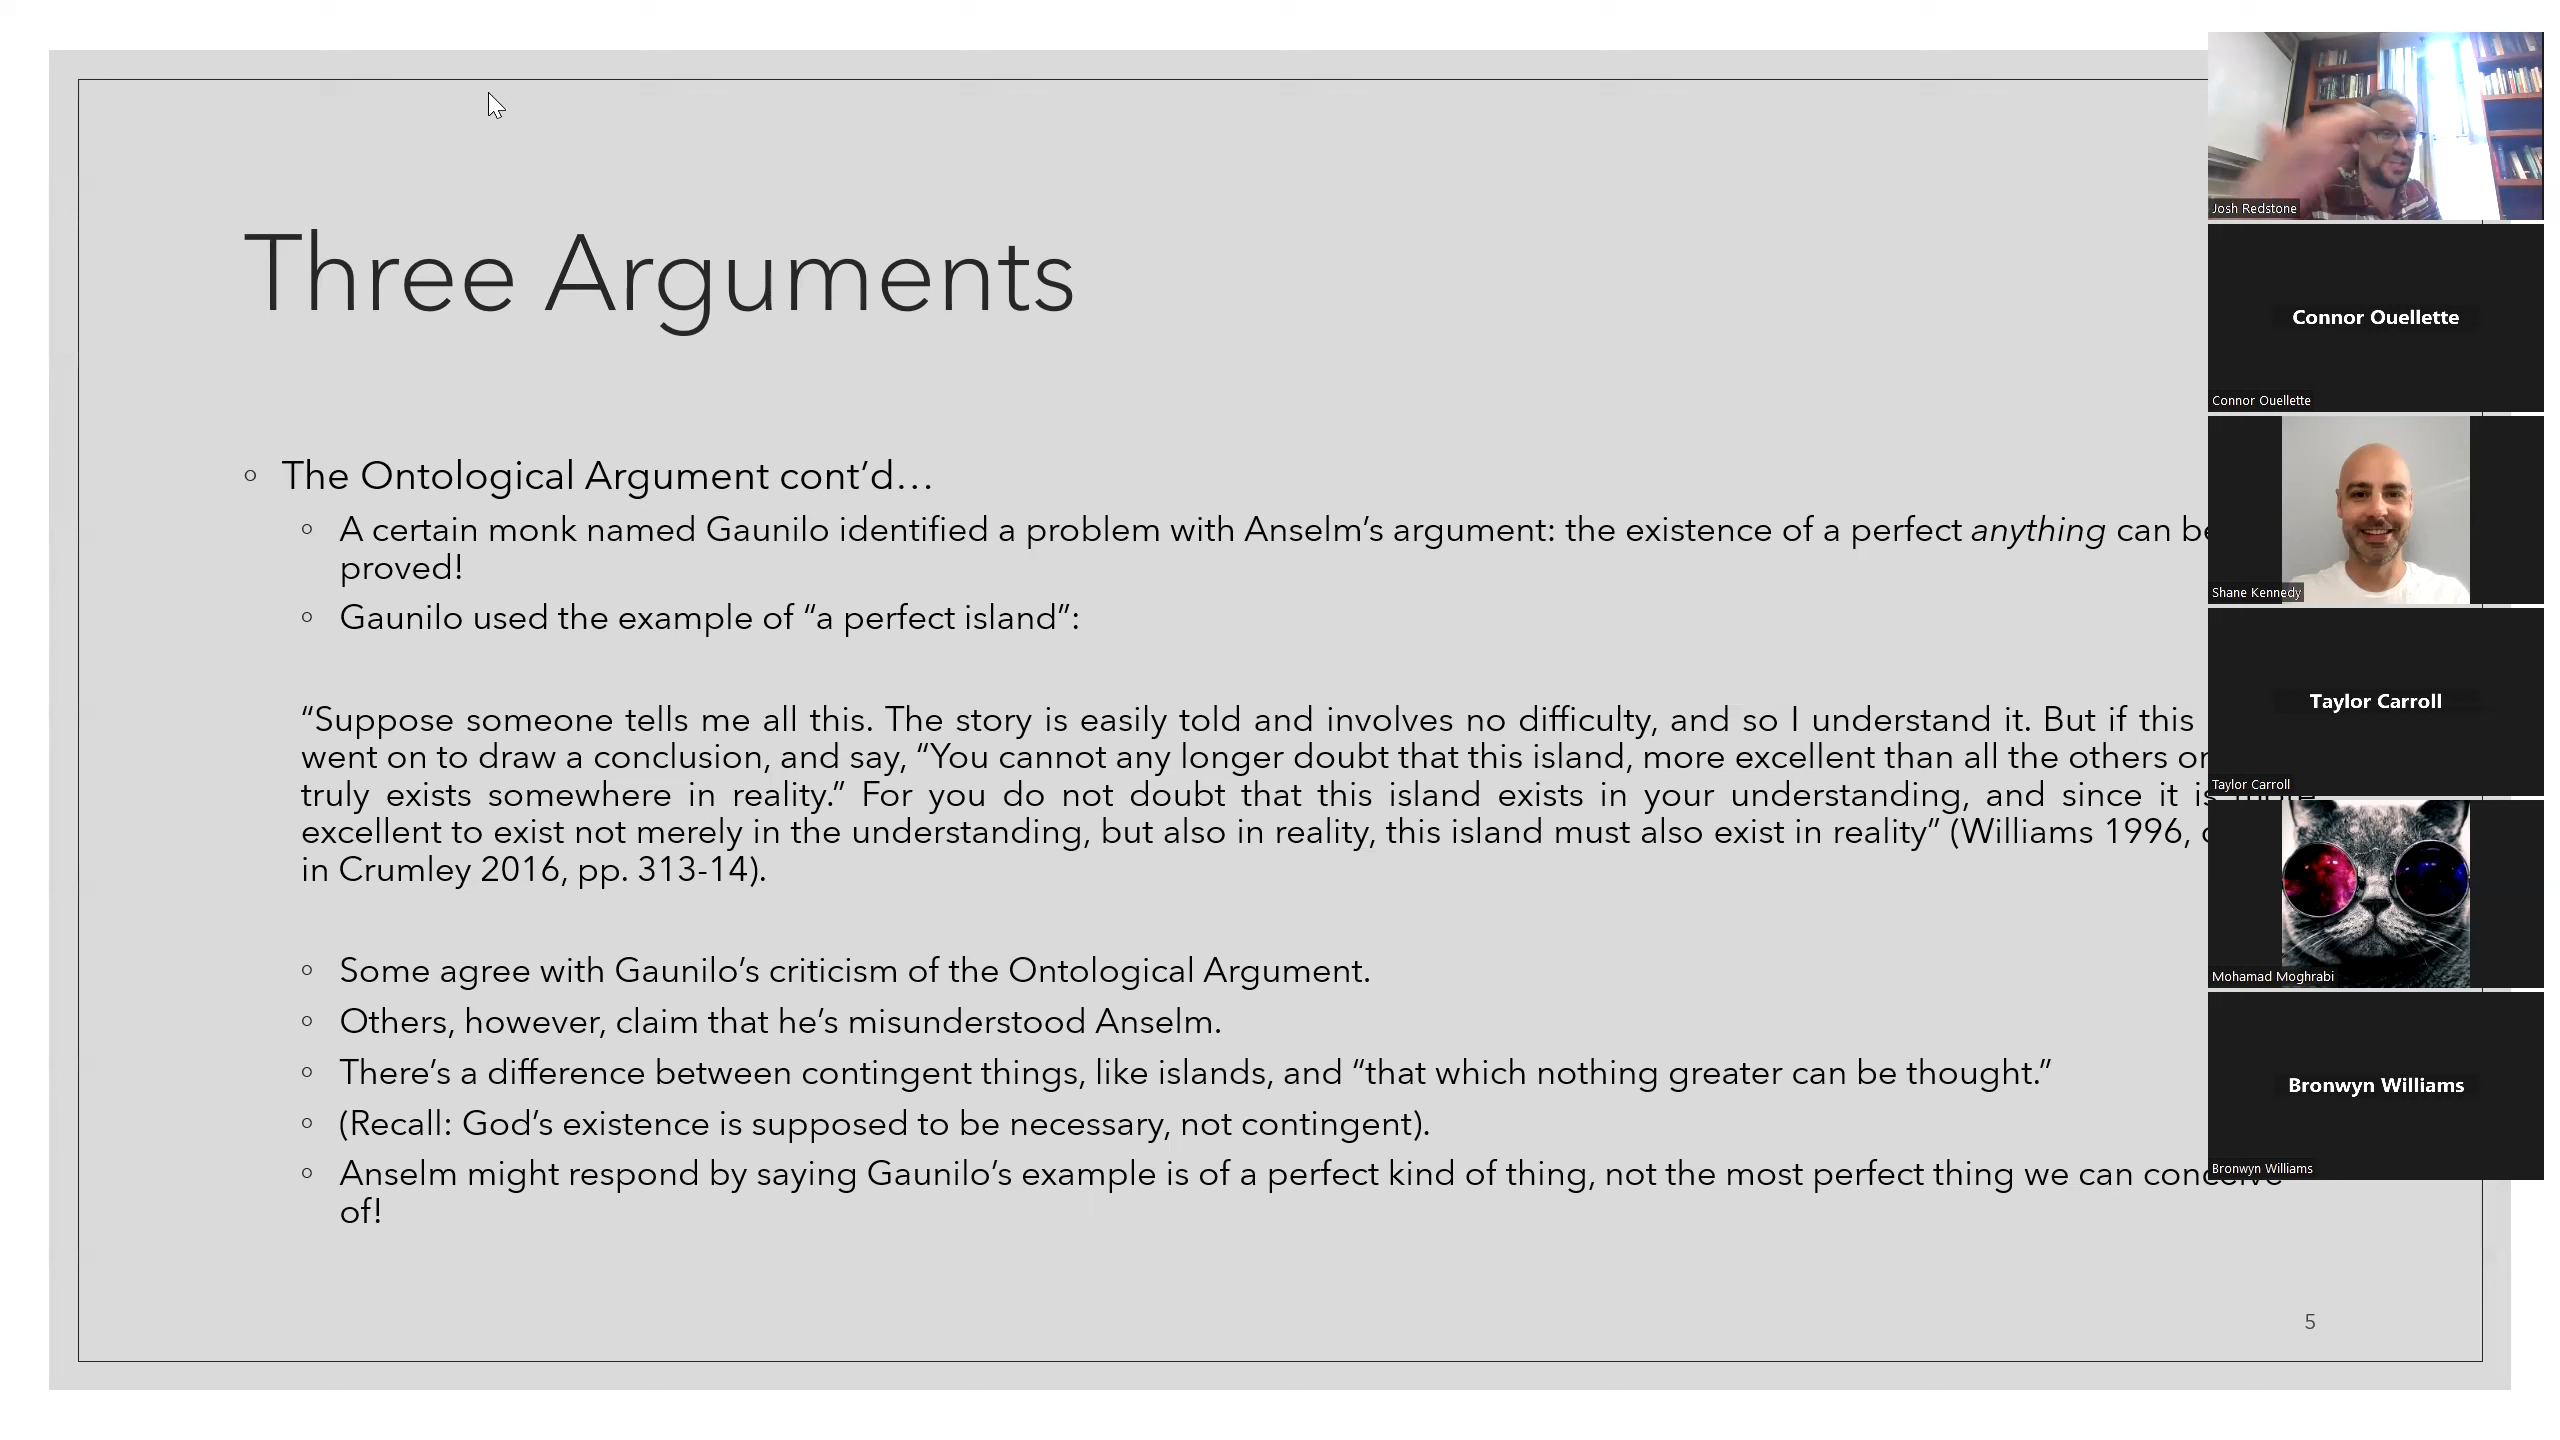 Three Arguments
The Ontological Argument cont’d…
A certain monk named Gaunilo identified a problem with Anselm’s argument: the existence of a perfect anything can
proved!
Gaunilo used the example of “a perfect island”:
“Suppose someone tells me all this. The story is easily told and involves no difficulty, and so I understand it. But if this
went on to draw a conclusion, and say, “You cannot any longer doubt that this island, more excellent than all the others
truly exists somewhere in reality.” For you do not doubt that this island exists in your understanding, and since it is more
excellent to exist not merely in the understanding, but also in reality, this island must also exist in reality” (Williams 1996,
in Crumley 2016, pp. 313-14).
Some agree with Gaunilo’s criticism of the Ontological Argument.
Others, however, claim that he’s misunderstood Anselm.
There’s a difference between contingent things, like islands, and “that which nothing greater can be thought.”
(Recall: God’s existence is supposed to be necessary, not contingent).
Anselm might respond by saying Gaunilo’s example is of a perfect kind of thing, not the most perfect thing we can conceive
of!
5
Josh Redstone
Connor Ouellette
Connor Ouellette
Shane Kennedy
Taylor Carroll
Taylor Carroll
Mohamad Moghrabi
Bronwyn Williams
Bronwyn Williams